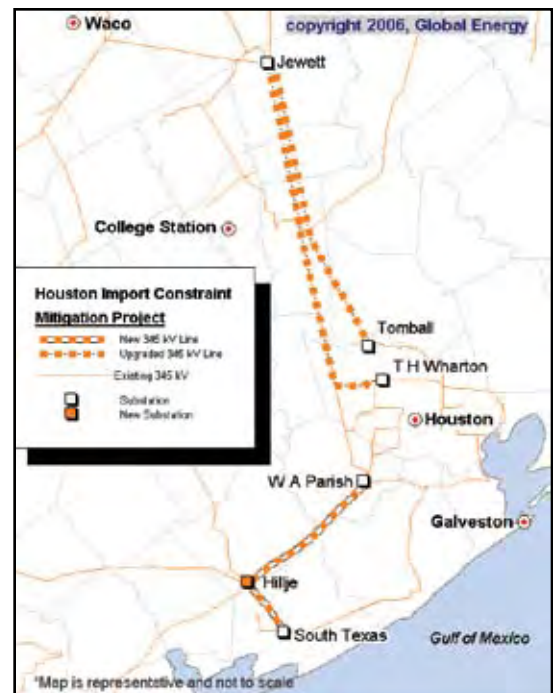 Waco
copyright 2006, Global Energy
Jewett
College Station
Houston Import Constraint
Mitigation Project
New 345 kV Line
Upgraded 345 kV Line
Existing 345 kV
Substation
New Substation
Tomball
T H Wharton
Houston
W A Parish
Galveston
Hillje
South Texas
Gulf of Mexico
*Map is representative and not to scale